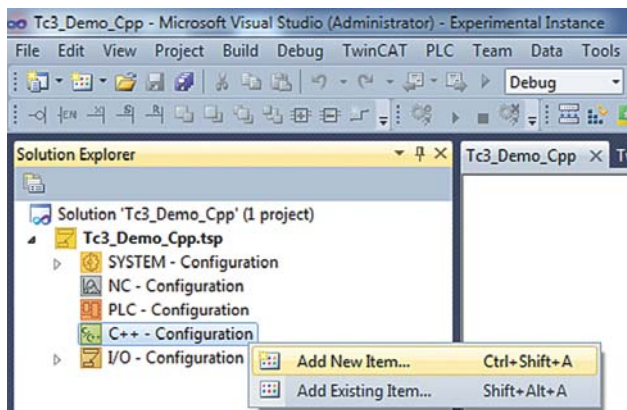 Tc3_Demo_Cpp - Microsoft Visual Studio (Administrator) - Experimental Instance
File Edit View Project Build Debug TwinCAT PLC Team Data Tools
Debug
Solution Explorer
Tc3_Demo_Cpp
Solution 'Tc3_Demo_Cpp' (1 project)
Tc3_Demo_Cpp.tsp
SYSTEM - Configuration
NC - Configuration
PLC - Configuration
C++ - Configuration
I/O - Configuration
Add New Item... Ctrl+Shift+A
Add Existing Item... Shift+Alt+A